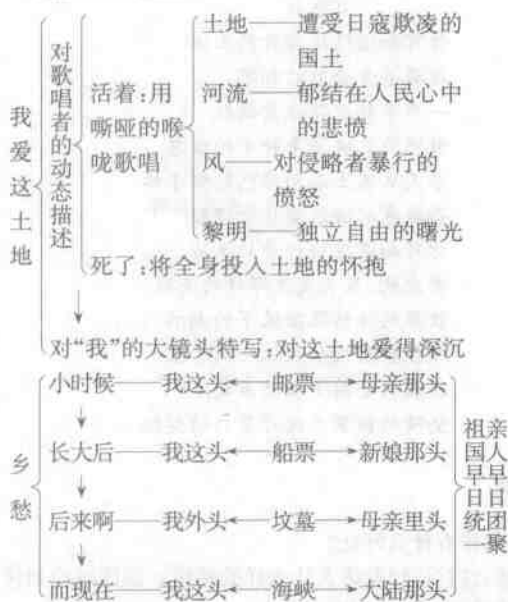 我爱这土地
对歌唱者的动态描述
活着：用嘶哑的喉咙歌唱
土地——遭受日寇欺凌的国土
河流——郁结在人民心中的悲愤
风——对侵略者暴行的愤怒
黎明——独立自由的曙光
死了：将全身投入土地的怀抱
对“我”的大镜头特写：对这土地爱得深沉
乡愁
小时候——我这头←邮票→母亲那头
长大后——我这头←船票→新娘那头
后来啊——我外头←坟墓→母亲里头
而现在——我这头←海峡→大陆那头
祖国早日统一
亲人早日团聚